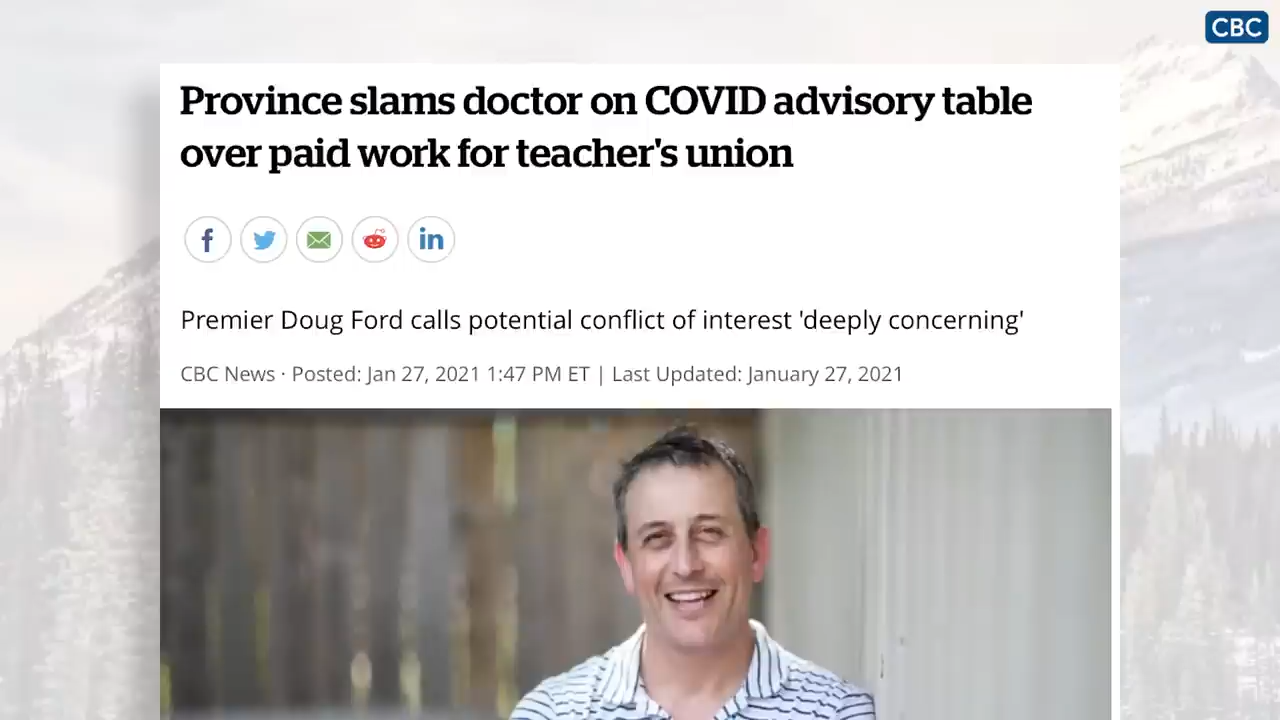 CBC
Province slams doctor on COVID advisory table
over paid work for teacher's union
f
in
Premier Doug Ford calls potential conflict of interest 'deeply concerning'
CBC News · Posted: Jan 27, 2021 1:47 PM ET | Last Updated: January 27, 2021